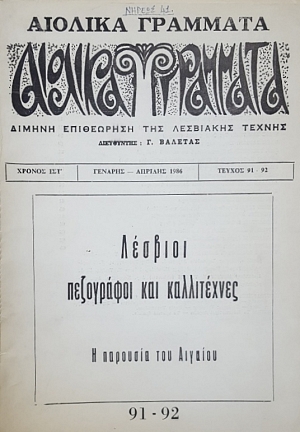 ΑΙΟΛΙΚΑ ΓΡΑΜΜΑΤΑ
ΑΙΟΛΙΚΑ ΓΡΑΜΜΑΤΑ
ΔΙΜΗΝΗ ΕΠΙΘΕΩΡΗΣΗ ΤΗΣ ΛΕΣΒΙΑΚΗΣ ΤΕΧΝΗΣ
ΔΙΕΥΘΥΝΤΗΣ : Γ. ΒΑΛΕΤΑΣ
ΧΡΟΝΟΣ ΙΣΤ' ΓΕΝΑΡΗΣ — ΑΠΡΙΛΗΣ 1986 ΤΕΥΧΟΣ 91 - 92
Λέσβιοι
πεζογράφοι και καλλιτέχνες
Η παρουσία του Αιγαίου
91 - 92